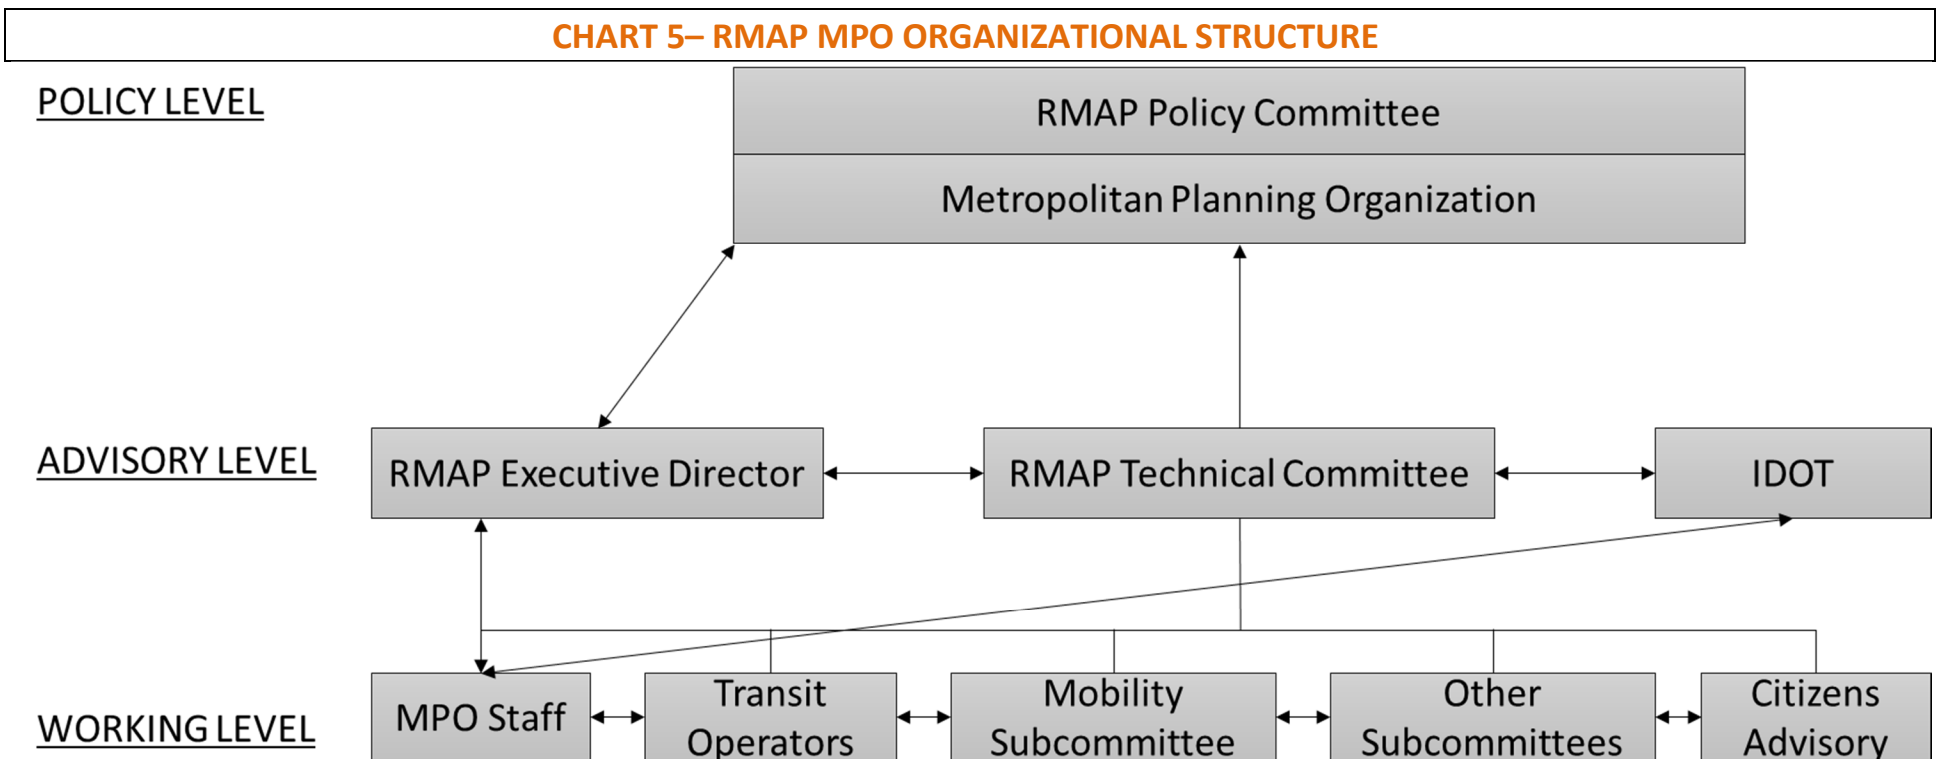 CHART 5– RMAP MPO ORGANIZATIONAL STRUCTURE
POLICY LEVEL
RMAP Policy Committee
Metropolitan Planning Organization
ADVISORY LEVEL
RMAP Executive Director
RMAP Technical Committee
IDOT
WORKING LEVEL
MPO Staff
Transit
Operators
Mobility
Subcommittee
Other
Subcommittees
Citizens
Advisory